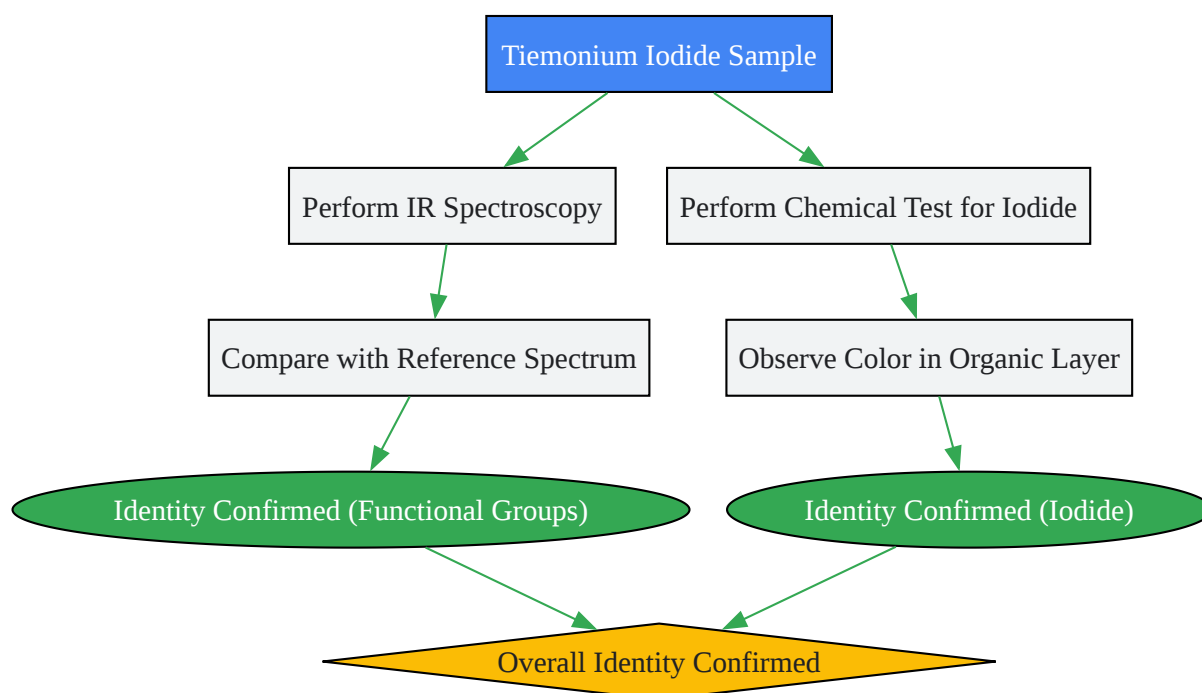 Tiemonium Iodide Sample
Perform IR Spectroscopy
Perform Chemical Test for Iodide
Compare with Reference Spectrum
Observe Color in Organic Layer
Identity Confirmed (Functional Groups)
Identity Confirmed (Iodide)
Overall Identity Confirmed